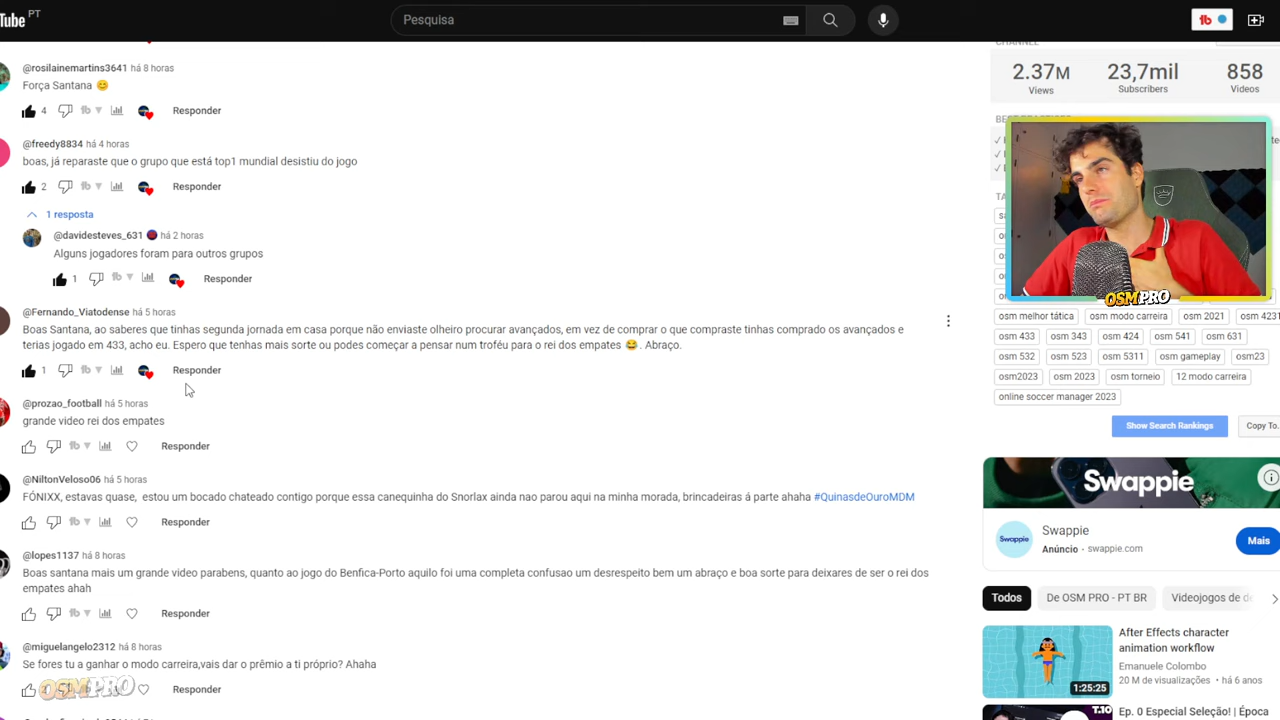 Tube PT
Pesquisa
@rosilainemartins3641 há 8 horas
Força Santana 😊
4 Responder
@freedy8834 há 4 horas
boas, já reparaste que o grupo que está top1 mundial desistiu do jogo
2 Responder
1 resposta
@davidesteves_631 há 2 horas
Alguns jogadores foram para outros grupos
1 Responder
@Fernando_Viatodense há 5 horas
Boas Santana, ao saberes que tinhas segunda jornada em casa porque não enviaste olheiro procurar avançados, em vez de comprar o que compraste tinhas comprado os avançados e
terias jogado em 433, acho eu. Espero que tenhas mais sorte ou podes começar a pensar num troféu para o rei dos empates 😂. Abraço.
1 Responder
@prozao_football há 5 horas
grande video rei dos empates
Responder
@NiltonVeloso06 há 5 horas
FÓNIXX, estavas quase, estou um bocado chateado contigo porque essa canequinha do Snorlax ainda nao parou aqui na minha morada, brincadeiras á parte ahaha #QuinasdeOuroMDM
Responder
@lopes1137 há 8 horas
Boas santana mais um grande video parabens, quanto ao jogo do Benfica-Porto aquilo foi uma completa confusao um desrespeito bem um abraço e boa sorte para deixares de ser o rei dos
empates ahah
Responder
@miguelangelo2312 há 8 horas
Se fores tu a ganhar o modo carreira,vais dar o prêmio a ti próprio? Ahaha
Responder
OSMPRO
CHANNEL
2.37M 23,7mil 858
Views Subscribers Videos
OSMPRO
osm melhor tática osm modo carreira osm 2021
osm 433 osm 343 osm 424 osm 541 osm 631
osm 532 osm 523 osm 5311 osm gameplay osm23
osm2023 osm 2023 osm torneio 12 modo carreira
online soccer manager 2023
Show Search Rankings Copy To.
Swappie
Swappie
Swappie
Anúncio · swappie.com
Mais
Todos De OSM PRO - PT BR Videojogos de
After Effects character
animation workflow
Emanuele Colombo
20 M de visualizações · há 6 anos
1:25:25
T.10
Ep. 0 Especial Seleção! | Época